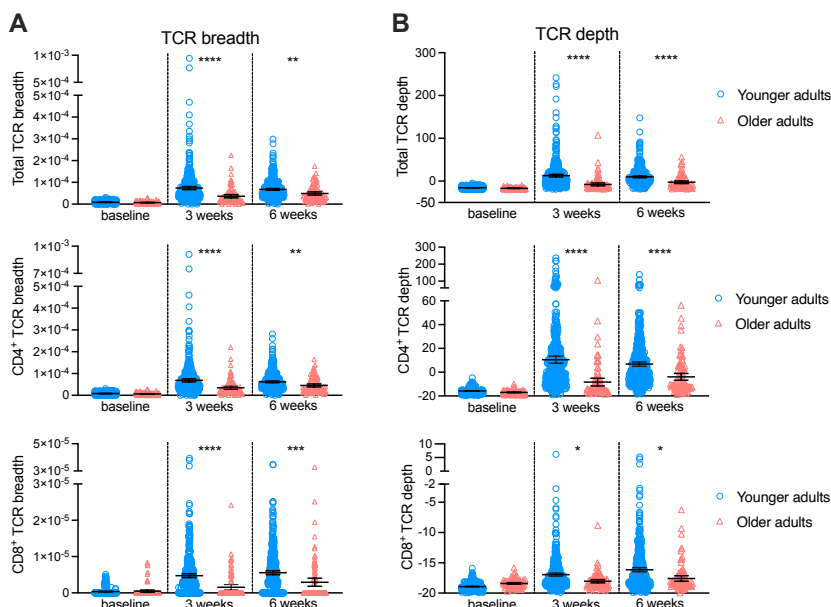 A
B
TCR breadth
TCR depth
Total TCR breadth
1×10⁻³
5×10⁻⁴
5×10⁻⁴
4×10⁻⁴
3×10⁻⁴
2×10⁻⁴
1×10⁻⁴
0
****
**
baseline 3 weeks 6 weeks
Total TCR depth
300
200
100
0
-50
****
****
baseline 3 weeks 6 weeks
Younger adults
Older adults
CD4⁺ TCR breadth
1×10⁻³
7×10⁻⁴
4×10⁻⁴
3×10⁻⁴
2×10⁻⁴
1×10⁻⁴
0
****
**
baseline 3 weeks 6 weeks
CD4⁺ TCR depth
300
200
100
60
40
20
0
-20
****
****
baseline 3 weeks 6 weeks
Younger adults
Older adults
CD8⁺ TCR breadth
5×10⁻⁵
3×10⁻⁵
2×10⁻⁵
1×10⁻⁵
0
****
***
baseline 3 weeks 6 weeks
CD8⁺ TCR depth
10
5
0
-2
-5
-10
-15
-20
*
*
baseline 3 weeks 6 weeks
Younger adults
Older adults